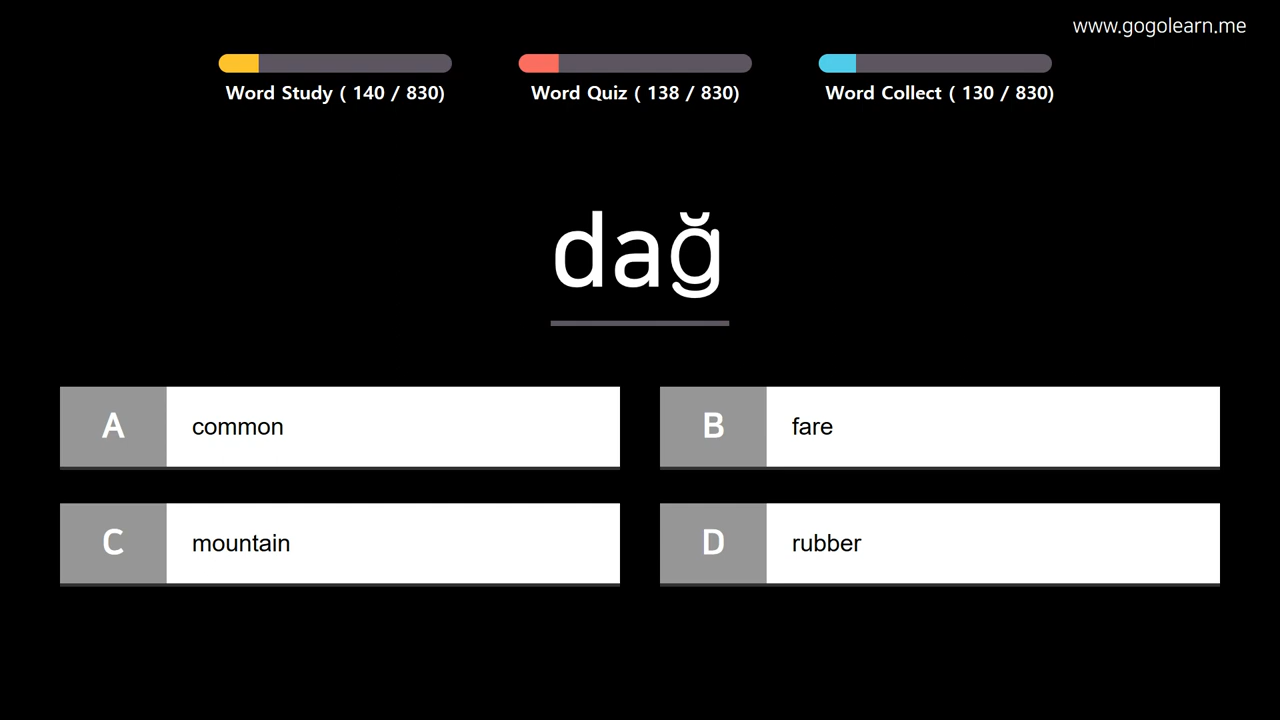 www.gogolearn.me
Word Study ( 140 / 830)
Word Quiz ( 138 / 830)
Word Collect ( 130 / 830)
dağ
A common
B fare
C mountain
D rubber